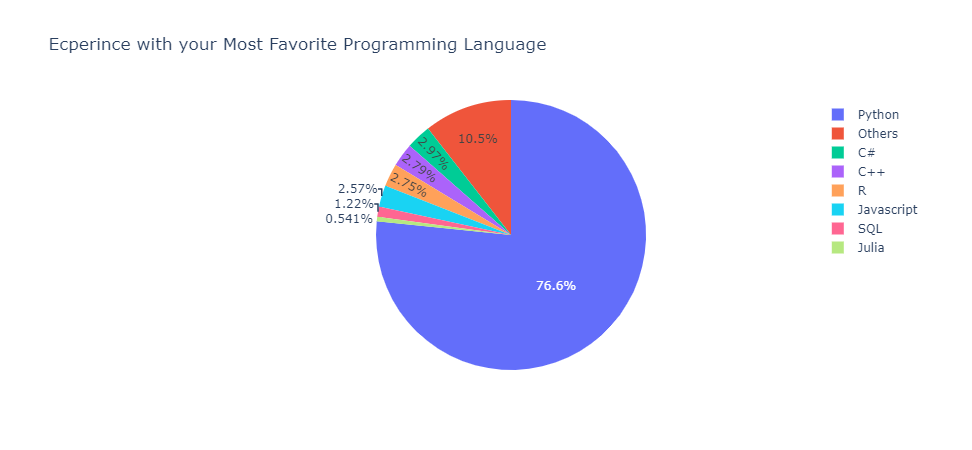 Ecperince with your Most Favorite Programming Language
Python
Others
C#
C++
R
Javascript
SQL
Julia
10.5%
2.97%
2.79%
2.75%
2.57%
1.22%
0.541%
76.6%